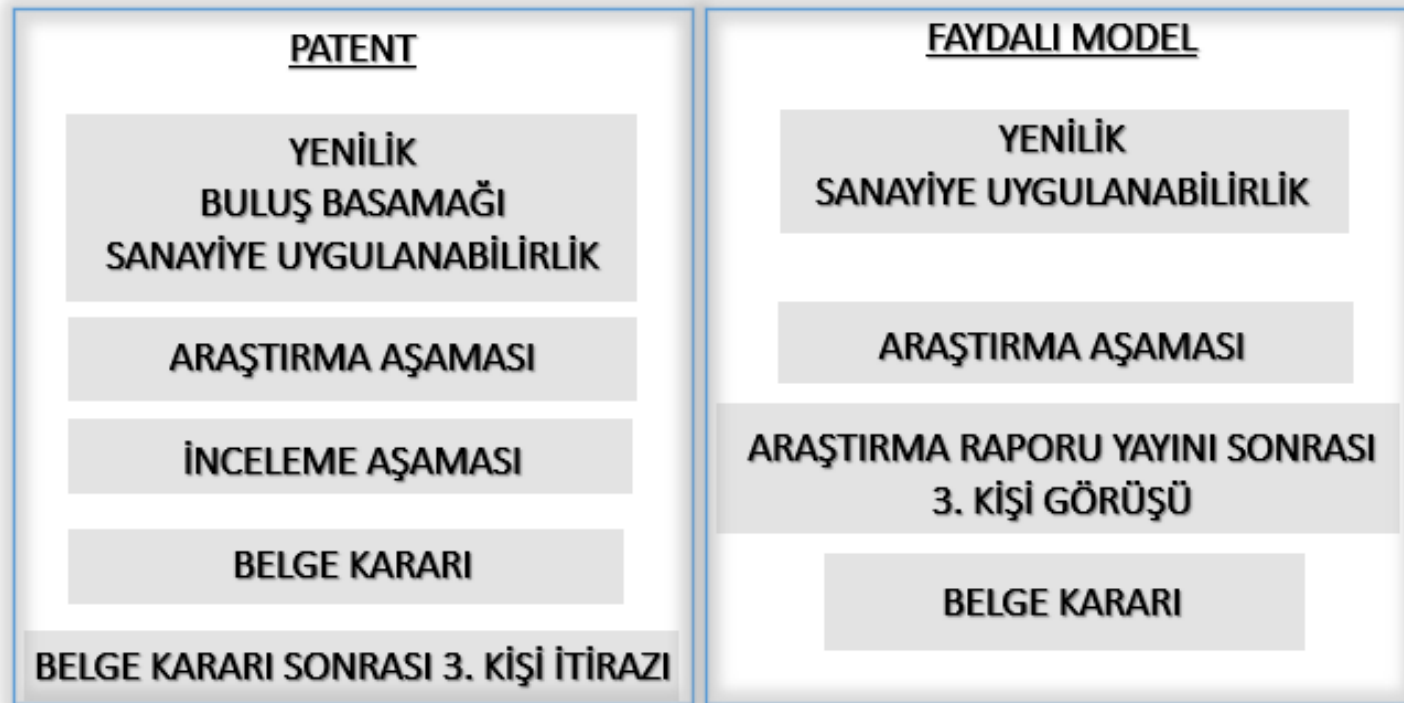 PATENT
YENİLİK
BULUŞ BASAMAĞI
SANAYİYE UYGULANABİLİRLİK
ARAŞTIRMA AŞAMASI
İNCELEME AŞAMASI
BELGE KARARI
BELGE KARARI SONRASI 3. KİŞİ İTİRAZI
FAYDALI MODEL
YENİLİK
SANAYİYE UYGULANABİLİRLİK
ARAŞTIRMA AŞAMASI
ARAŞTIRMA RAPORU YAYINI SONRASI
3. KİŞİ GÖRÜŞÜ
BELGE KARARI